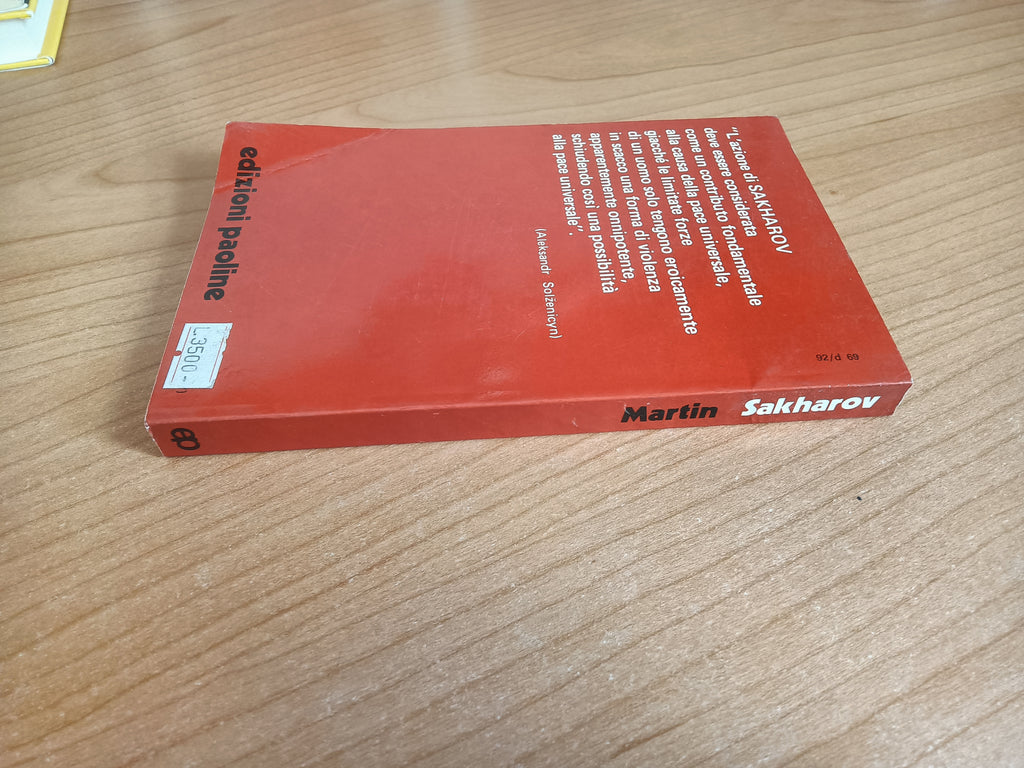 "L'azione di SAKHAROV
deve essere considerata
come un contributo fondamentale
alla causa della pace universale,
giacché le limitate forze
di un uomo solo tengono eroicamente
in scacco una forma di violenza
apparentemente onnipotente,
schiudendo così una possibilità
alla pace universale".
(Aleksandr Solženicyn)
92/d 69
edizioni paoline
L.3500
ep
Martin Sakharov